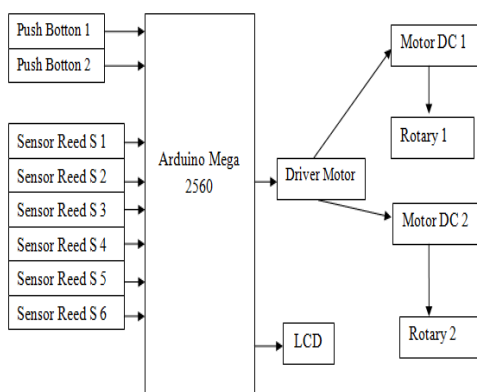 Push Botton 1
Push Botton 2
Sensor Reed S 1
Sensor Reed S 2
Sensor Reed S 3
Sensor Reed S 4
Sensor Reed S 5
Sensor Reed S 6
Arduino Mega
2560
Driver Motor
LCD
Motor DC 1
Rotary 1
Motor DC 2
Rotary 2